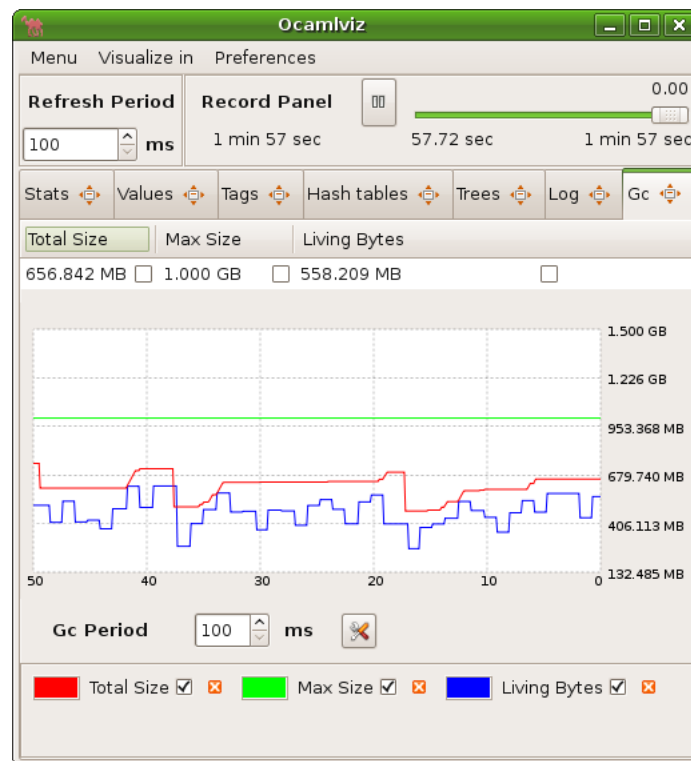 Ocamlviz
Menu Visualize in Preferences
Refresh Period Record Panel 0.00
100 ms 1 min 57 sec 57.72 sec 1 min 57 sec
Stats Values Tags Hash tables Trees Log Gc
Total Size Max Size Living Bytes
656.842 MB 1.000 GB 558.209 MB
1.500 GB
1.226 GB
953.368 MB
679.740 MB
406.113 MB
132.485 MB
50 40 30 20 10 0
Gc Period 100 ms
Total Size Max Size Living Bytes